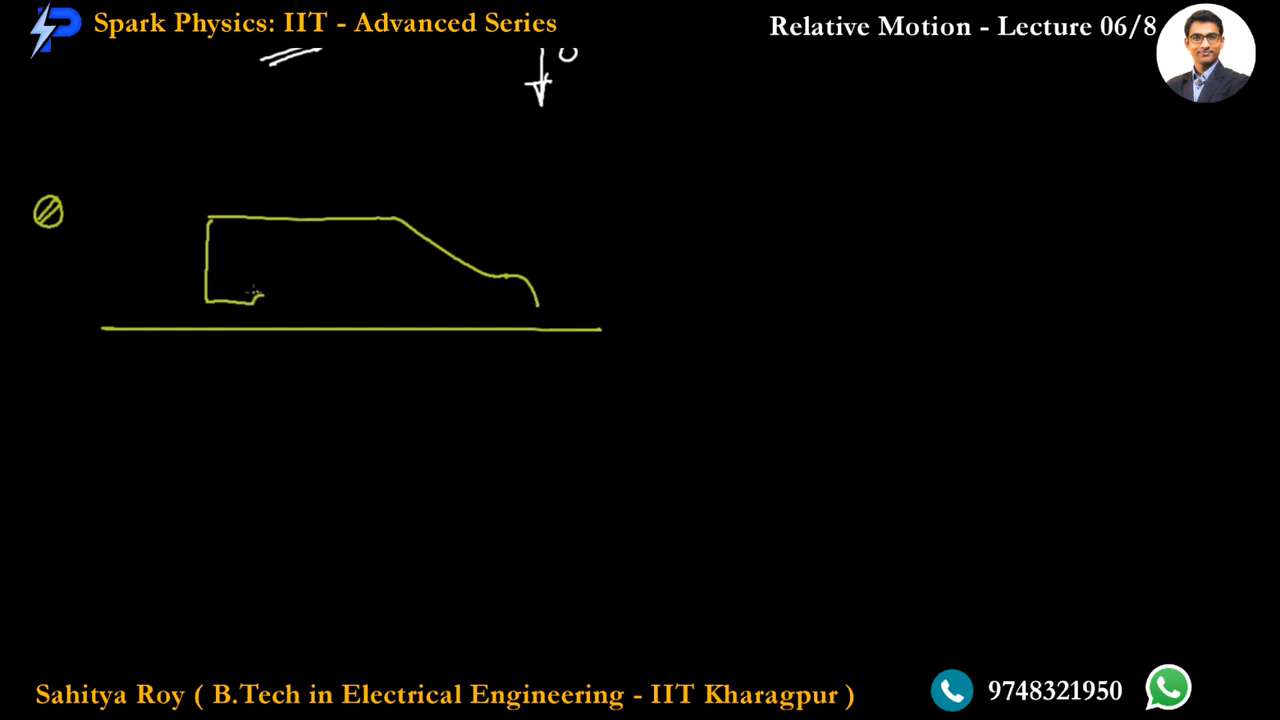 Spark Physics: IIT - Advanced Series
Relative Motion - Lecture 06/8
Sahitya Roy ( B.Tech in Electrical Engineering - IIT Kharagpur )
9748321950